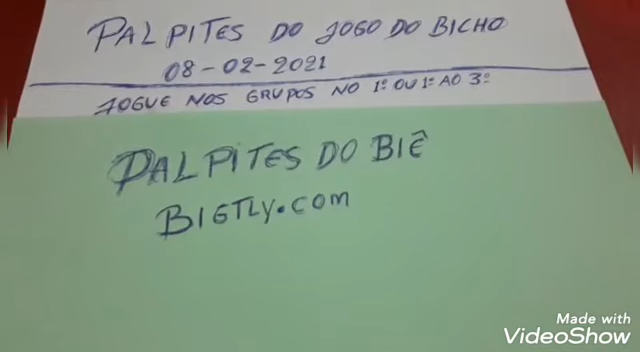 PALPITES DO JOGO DO BICHO
08-02-2021
JOGUE NOS GRUPOS NO 1º OU 1º AO 3º
PALPITES DO BIÊ
BIGTLY.COM
Made with
VideoShow